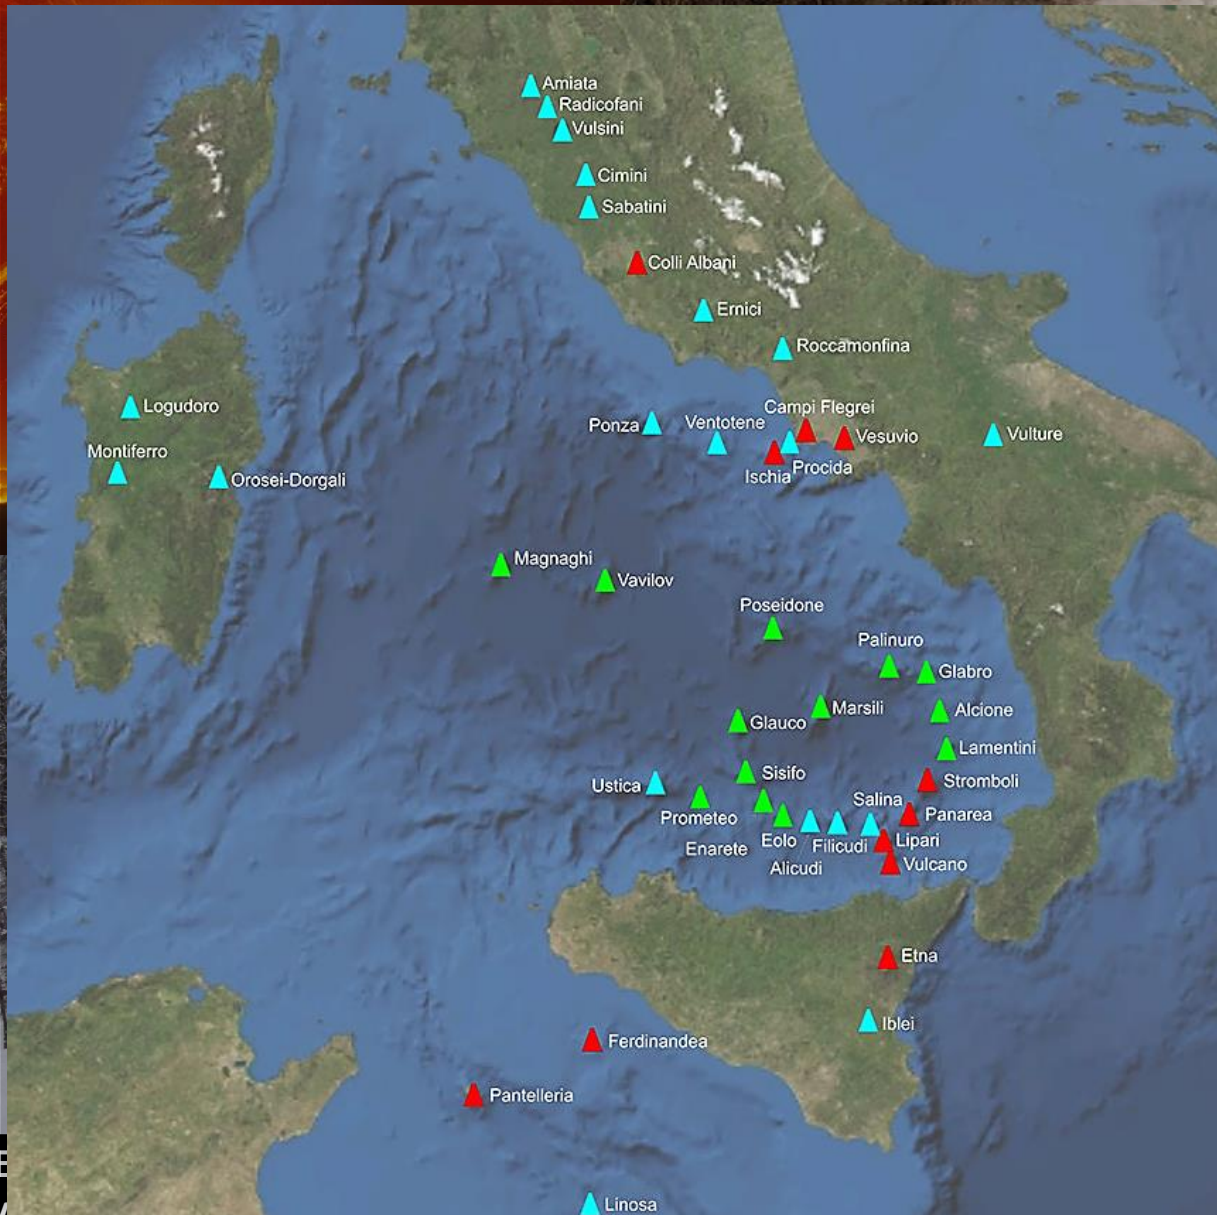 Amiata
Radicofani
Vulsini
Cimini
Sabatini
Colli Albani
Ernici
Roccamonfina
Logudoro
Campi Flegrei
Ponza
Ventotene
Vesuvio
Vulture
Montiferro
Procida
Ischia
Orosei-Dorgali
Magnaghi
Vavilov
Poseidone
Palinuro
Glabro
Marsili
Alcione
Glauco
Lamentini
Sisifo
Stromboli
Ustica
Salina
Panarea
Prometeo
Eolo
Filicudi
Lipari
Enarete
Alicudi
Vulcano
Etna
Iblei
Ferdinandea
Pantelleria
Linosa